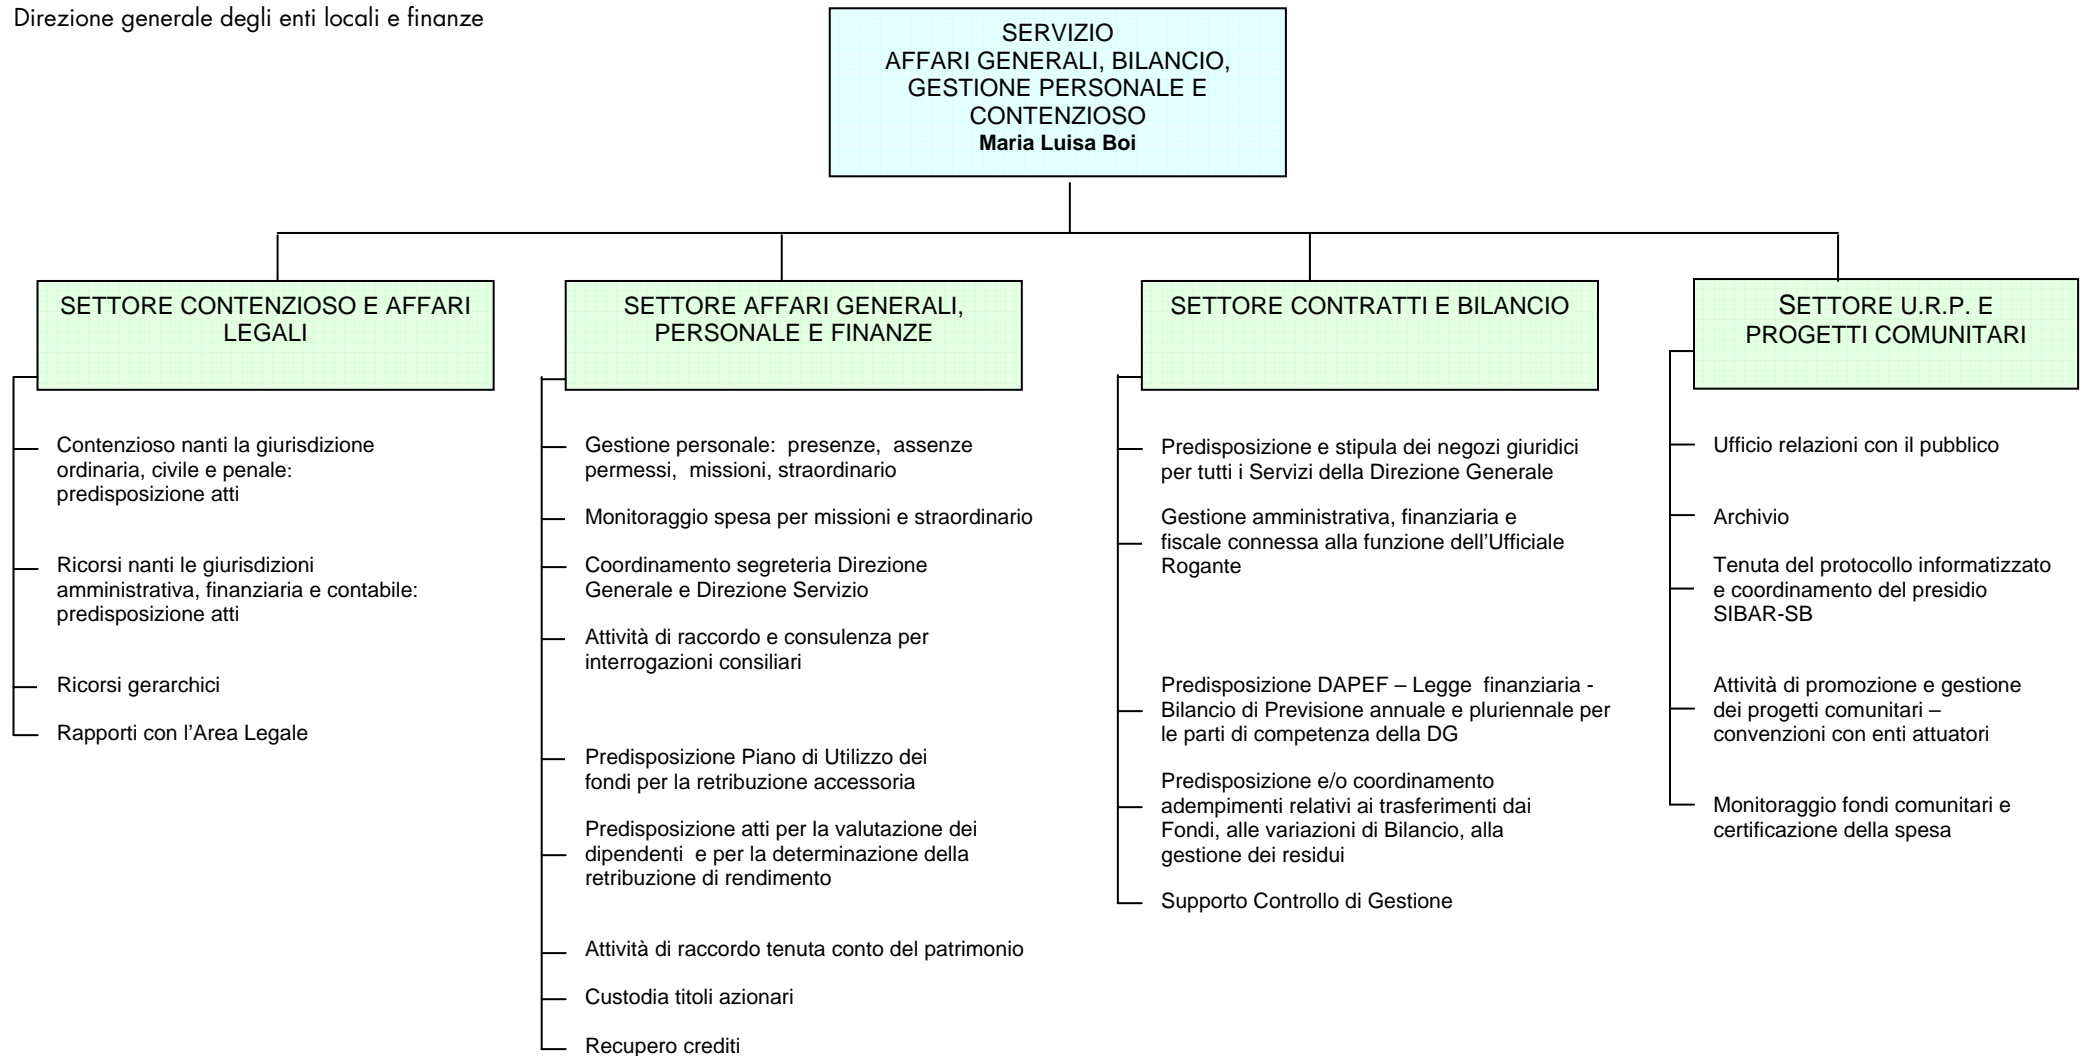 Direzione generale degli enti locali e finanze
SERVIZIO
AFFARI GENERALI, BILANCIO,
GESTIONE PERSONALE E
CONTENZIOSO
Maria Luisa Boi
SETTORE CONTENZIOSO E AFFARI
LEGALI
Contenzioso nanti la giurisdizione
ordinaria, civile e penale:
predisposizione atti
Ricorsi nanti le giurisdizioni
amministrativa, finanziaria e contabile:
predisposizione atti
Ricorsi gerarchici
Rapporti con l'Area Legale
SETTORE AFFARI GENERALI,
PERSONALE E FINANZE
Gestione personale: presenze, assenze
permessi, missioni, straordinario
Monitoraggio spesa per missioni e straordinario
Coordinamento segreteria Direzione
Generale e Direzione Servizio
Attività di raccordo e consulenza per
interrogazioni consiliari
Predisposizione Piano di Utilizzo dei
fondi per la retribuzione accessoria
Predisposizione atti per la valutazione dei
dipendenti e per la determinazione della
retribuzione di rendimento
Attività di raccordo tenuta conto del patrimonio
Custodia titoli azionari
Recupero crediti
SETTORE CONTRATTI E BILANCIO
Predisposizione e stipula dei negozi giuridici
per tutti i Servizi della Direzione Generale
Gestione amministrativa, finanziaria e
fiscale connessa alla funzione dell'Ufficiale
Rogante
Predisposizione DAPEF – Legge finanziaria -
Bilancio di Previsione annuale e pluriennale per
le parti di competenza della DG
Predisposizione e/o coordinamento
adempimenti relativi ai trasferimenti dai
Fondi, alle variazioni di Bilancio, alla
gestione dei residui
Supporto Controllo di Gestione
SETTORE U.R.P. E
PROGETTI COMUNITARI
Ufficio relazioni con il pubblico
Archivio
Tenuta del protocollo informatizzato
e coordinamento del presidio
SIBAR-SB
Attività di promozione e gestione
dei progetti comunitari –
convenzioni con enti attuatori
Monitoraggio fondi comunitari e
certificazione della spesa